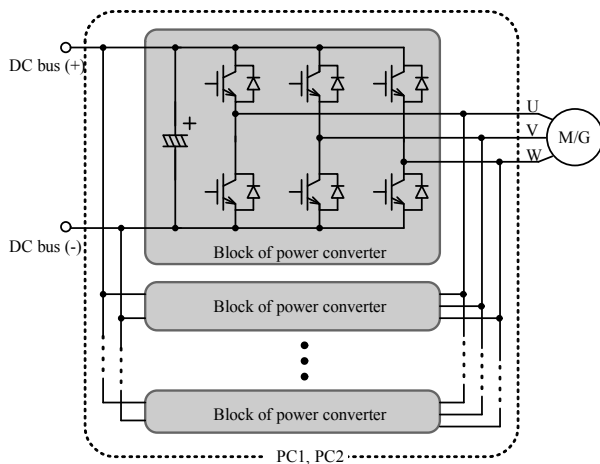 DC bus (+)
+
U
V
W
M/G
DC bus (-)
Block of power converter
Block of power converter
Block of power converter
PC1, PC2